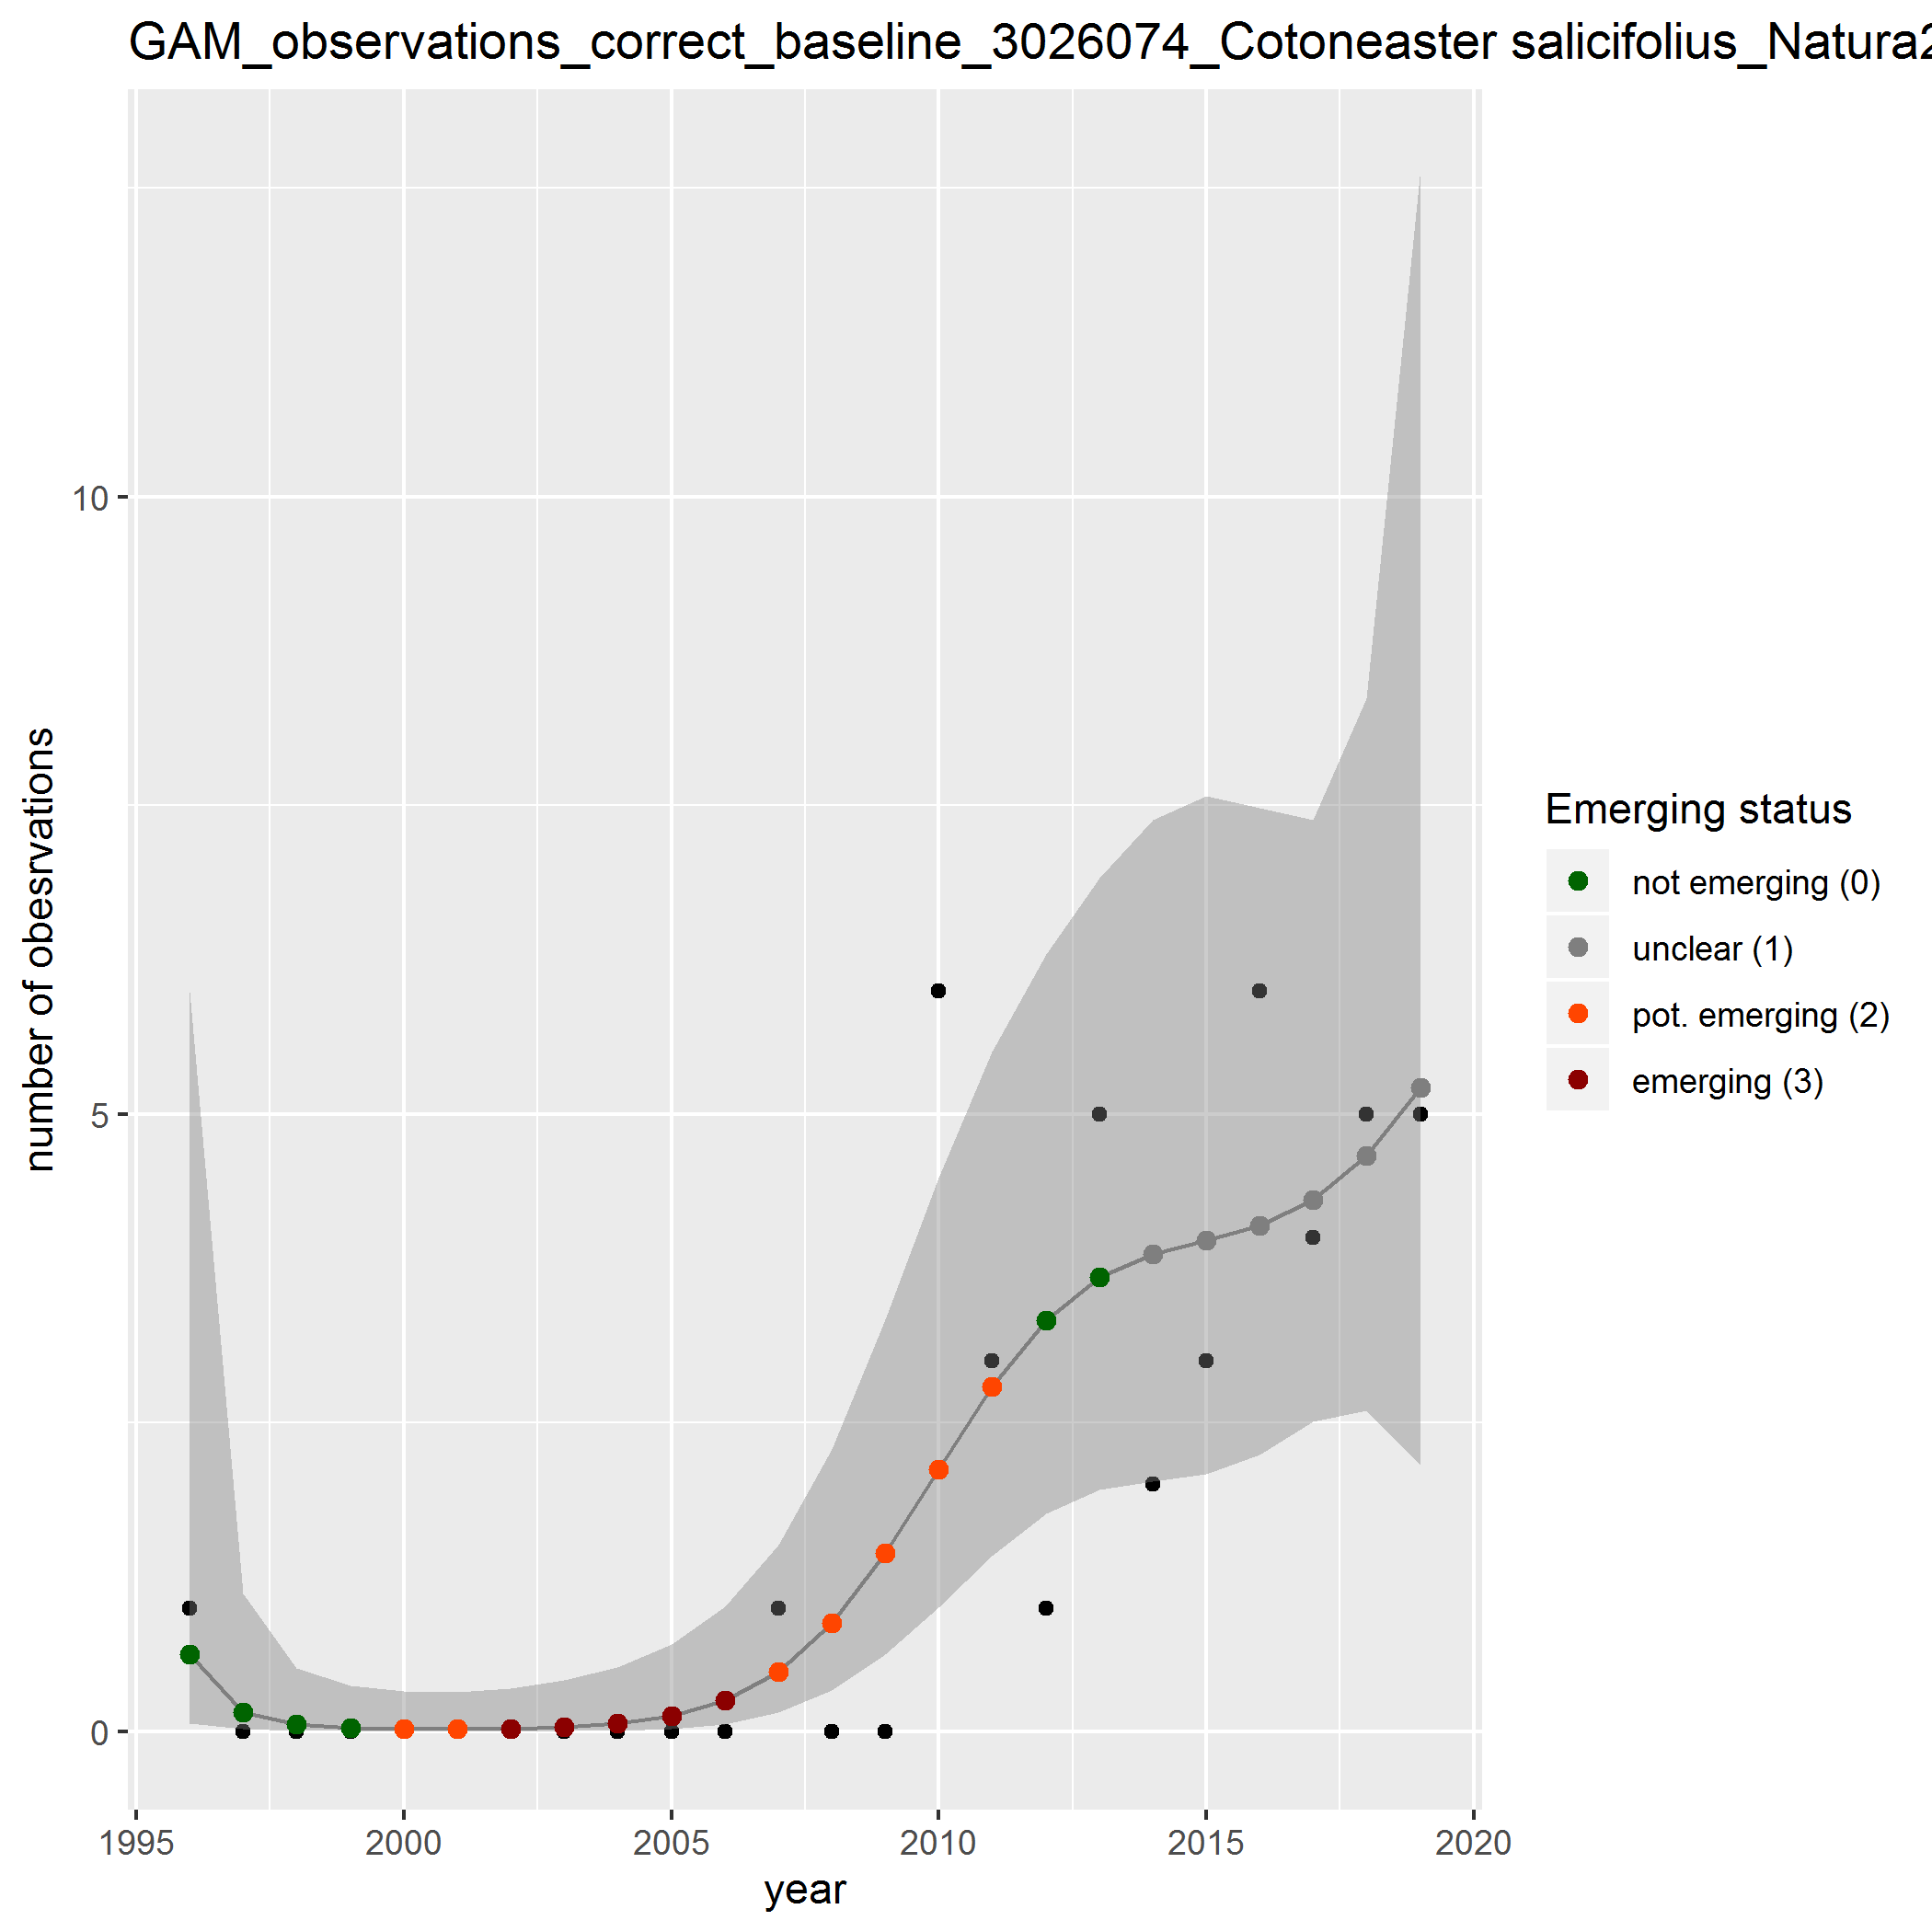 GAM_observations_correct_baseline_3026074_Cotoneaster salicifolius_Natura2
number of obesrvations
10
5
0
1995 2000 2005 2010 2015 2020
year
Emerging status
not emerging (0)
unclear (1)
pot. emerging (2)
emerging (3)